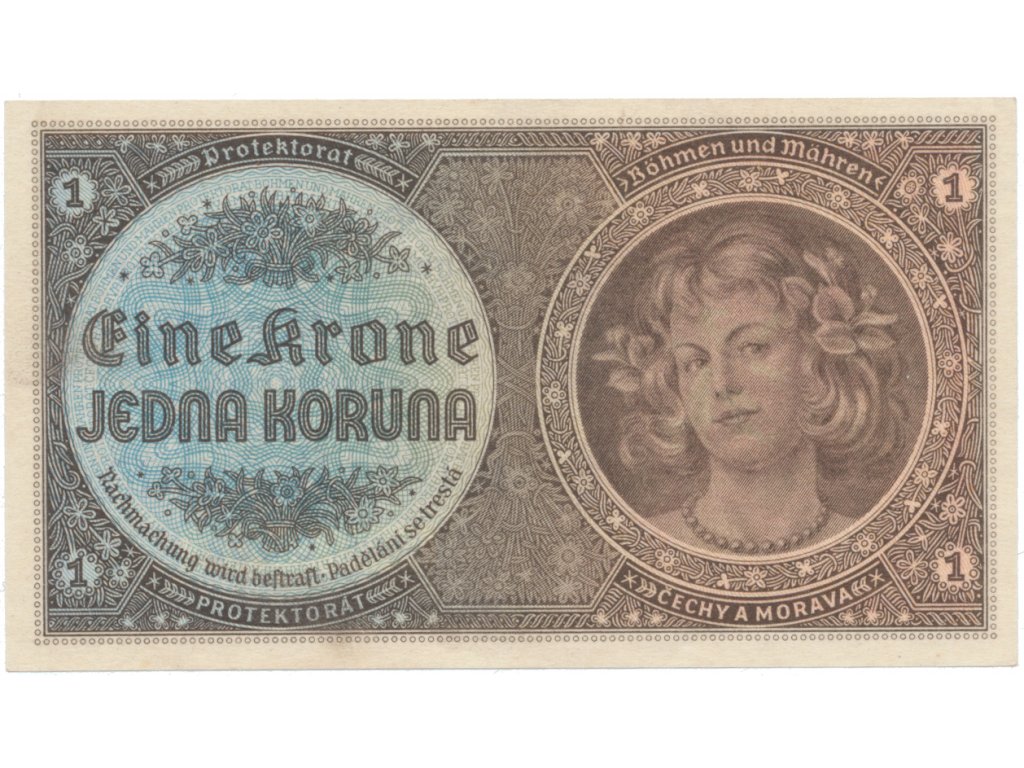 Protektorat
Böhmen und Mähren
1
1
Eine Krone
JEDNA KORUNA
Nachmachung wird bestraft. Padělání se trestá
1
1
PROTEKTORÁT
ČECHY A MORAVA